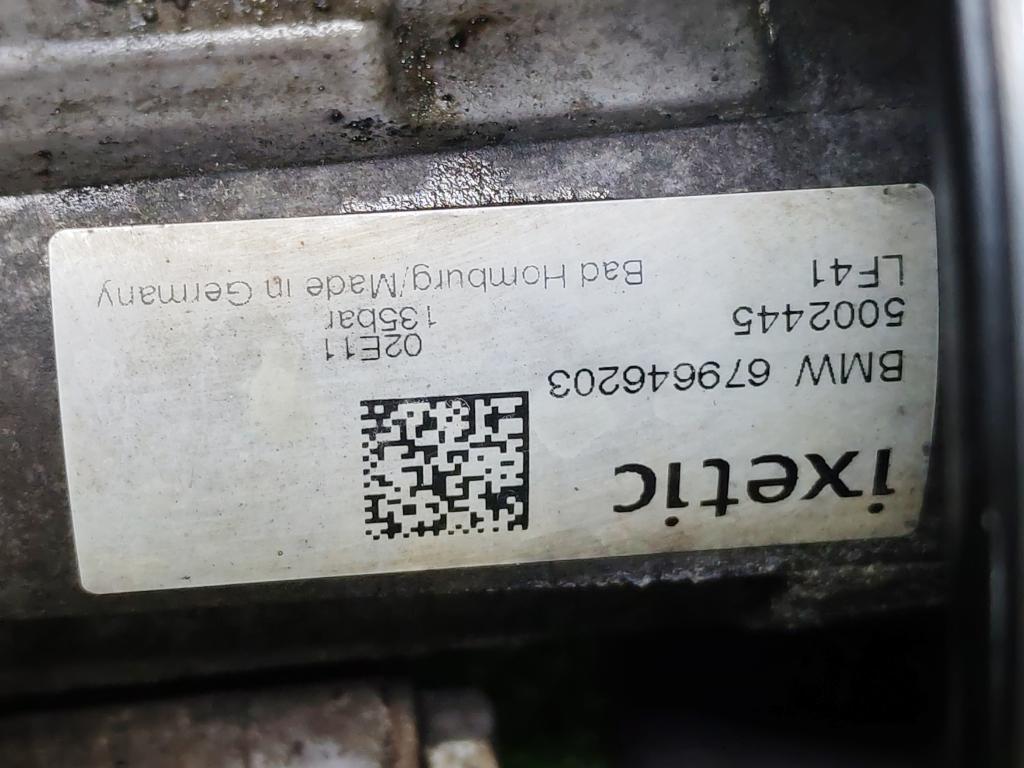 ixetic
BMW 679646203
5002445
LF41
02E11
135bar
Bad Homburg/Made in Germany